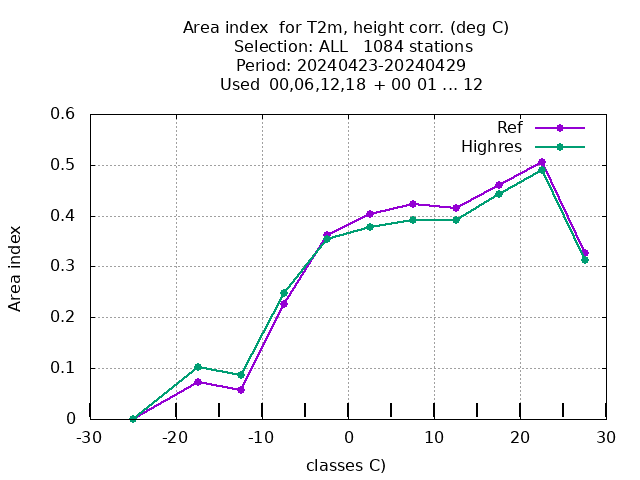 Area index  for T2m, height corr. (deg C)
Selection: ALL   1084 stations
Period: 20240423-20240429
Used  00,06,12,18  + 00 01 ... 12
Ref
Highres
0.6
0.5
0.4
0.3
0.2
0.1
0
Area index
-30 -20 -10 0 10 20 30
classes C)